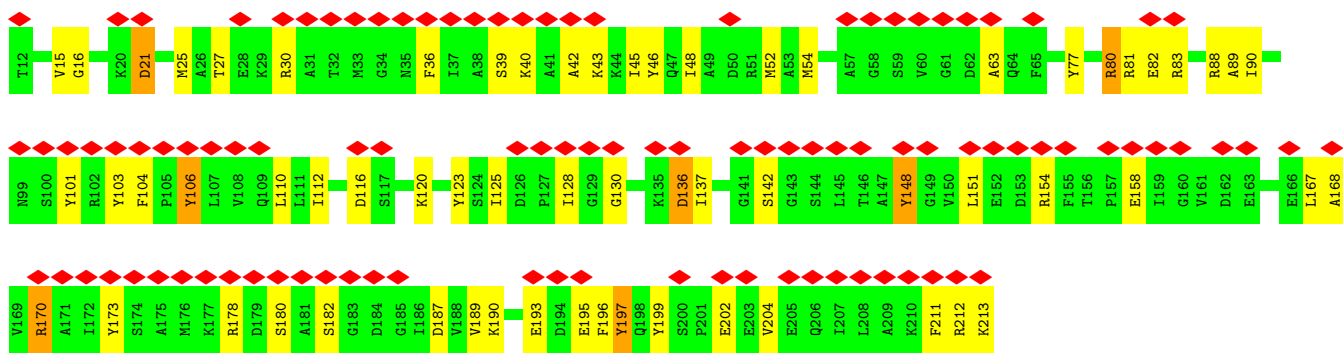 T12 V15 G16 K20 D21 M25 A26 T27 E28 K29 R30 A31 T32 M33 G34 N35 F36 I37 A38 S39 K40 A41 A42 K43 K44 I45 Y46 Q47 I48 A49 D50 R51 M52 A53 M54 A57 G58 S59 V60 G61 D62 A63 Q64 F65 Y77 R80 R81 E82 R83 R88 A89 I90
N99 S100 Y101 R102 Y103 F104 P105 Y106 L107 V108 Q109 L110 L111 I112 D116 S117 K120 Y123 S124 I125 D126 P127 I128 G129 G130 K135 D136 I137 G141 S142 G143 S144 L145 T146 A147 Y148 G149 V150 L151 E152 D153 R154 F155 T156 P157 E158 I159 G160 V161 D162 E163 E166 L167 A168
V169 R170 A171 I172 Y173 S174 A175 M176 K177 R178 D179 S180 A181 S182 G183 D184 G185 I186 D187 V188 V189 K190 E193 D194 E195 F196 Y197 Q198 Y199 S200 P201 E202 E203 V204 E205 Q206 I207 L208 A209 K210 F211 R212 K213